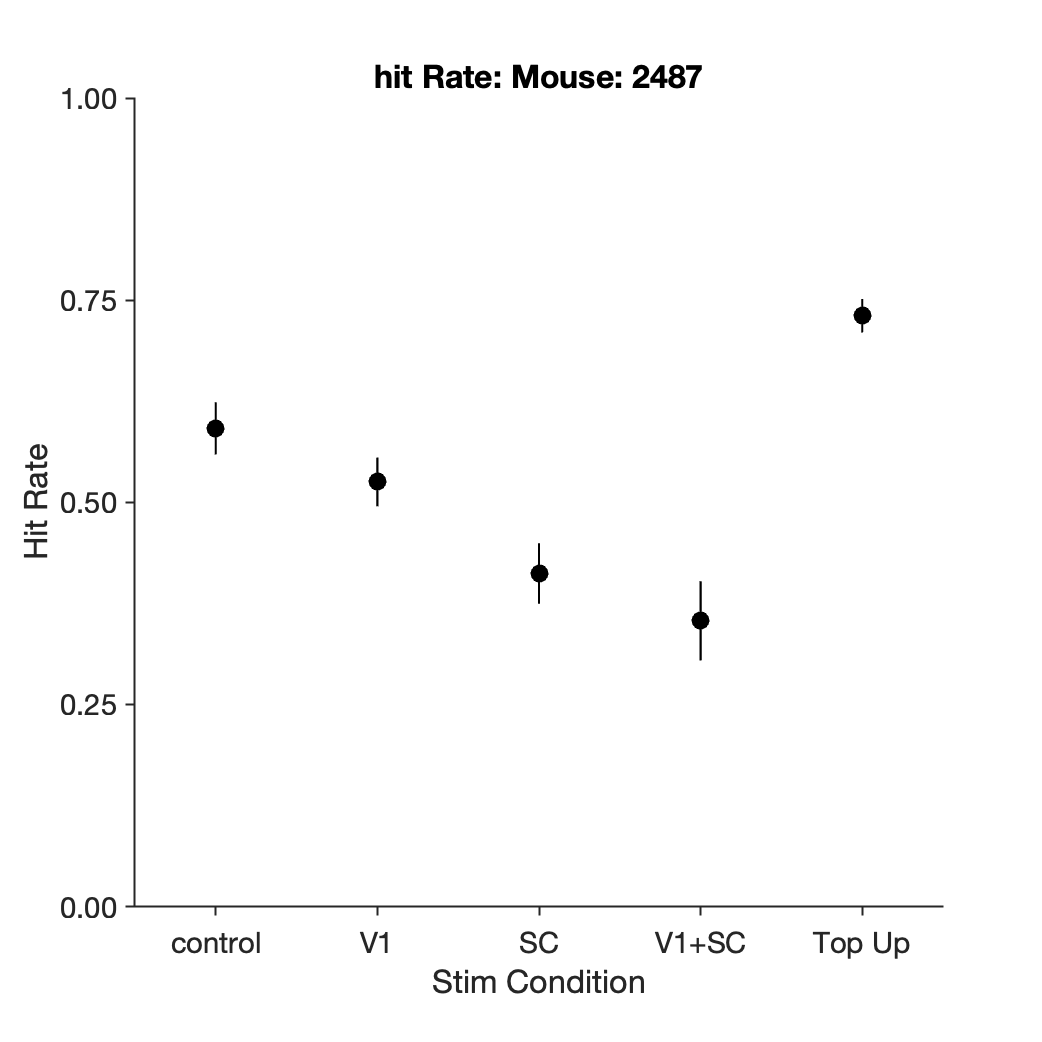 hit Rate: Mouse: 2487
1.00
0.75
0.50
0.25
0.00
Hit Rate
control V1 SC V1+SC Top Up
Stim Condition